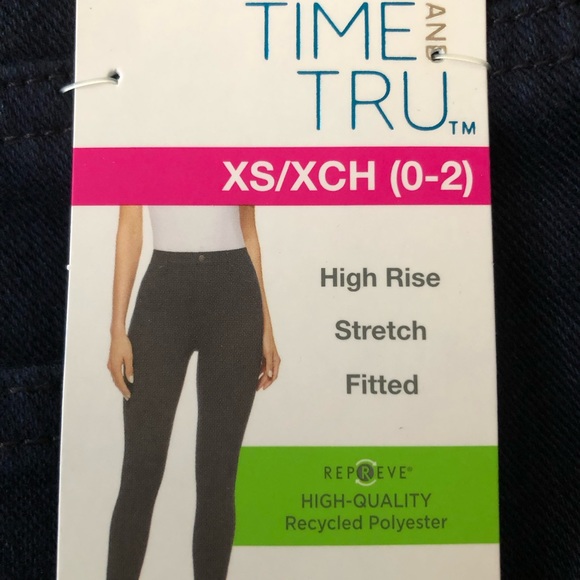 TIME AND
TRU™
XS/XCH (0-2)
High Rise
Stretch
Fitted
REPREVE®
HIGH-QUALITY
Recycled Polyester